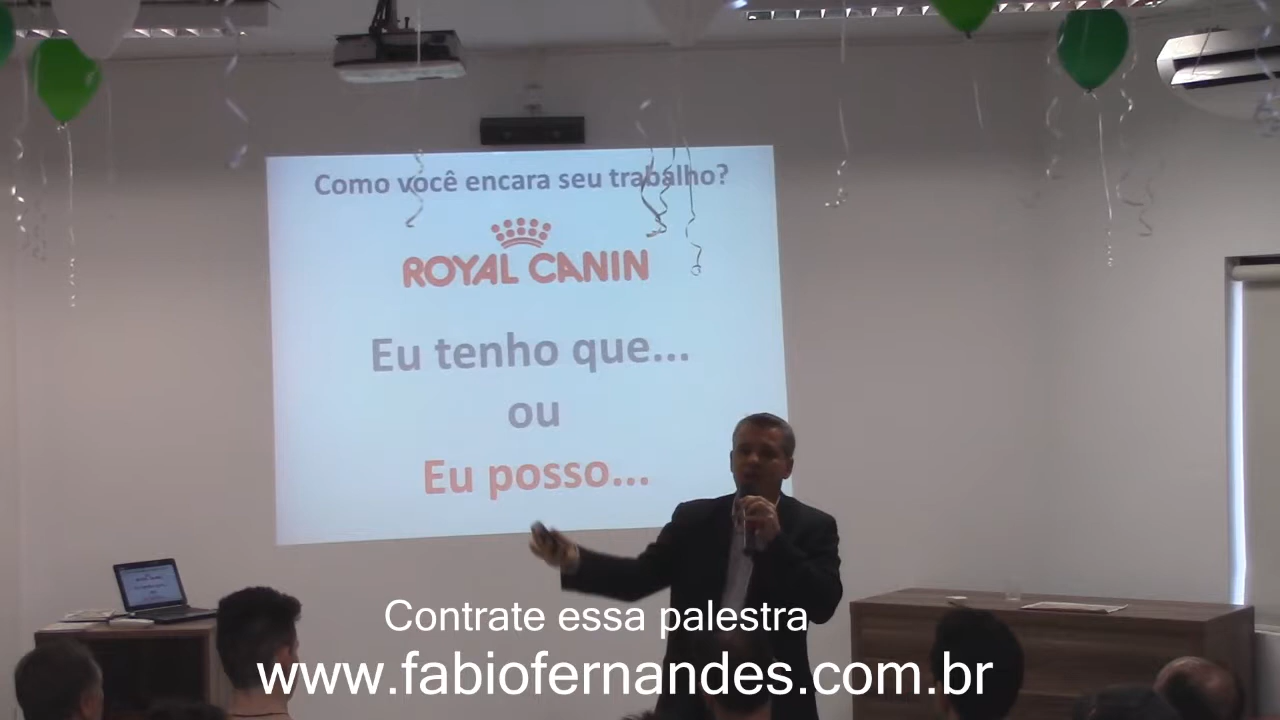 Como você encara seu trabalho?
ROYAL CANIN
Eu tenho que...
ou
Eu posso...
Contrate essa palestra
www.fabiofernandes.com.br